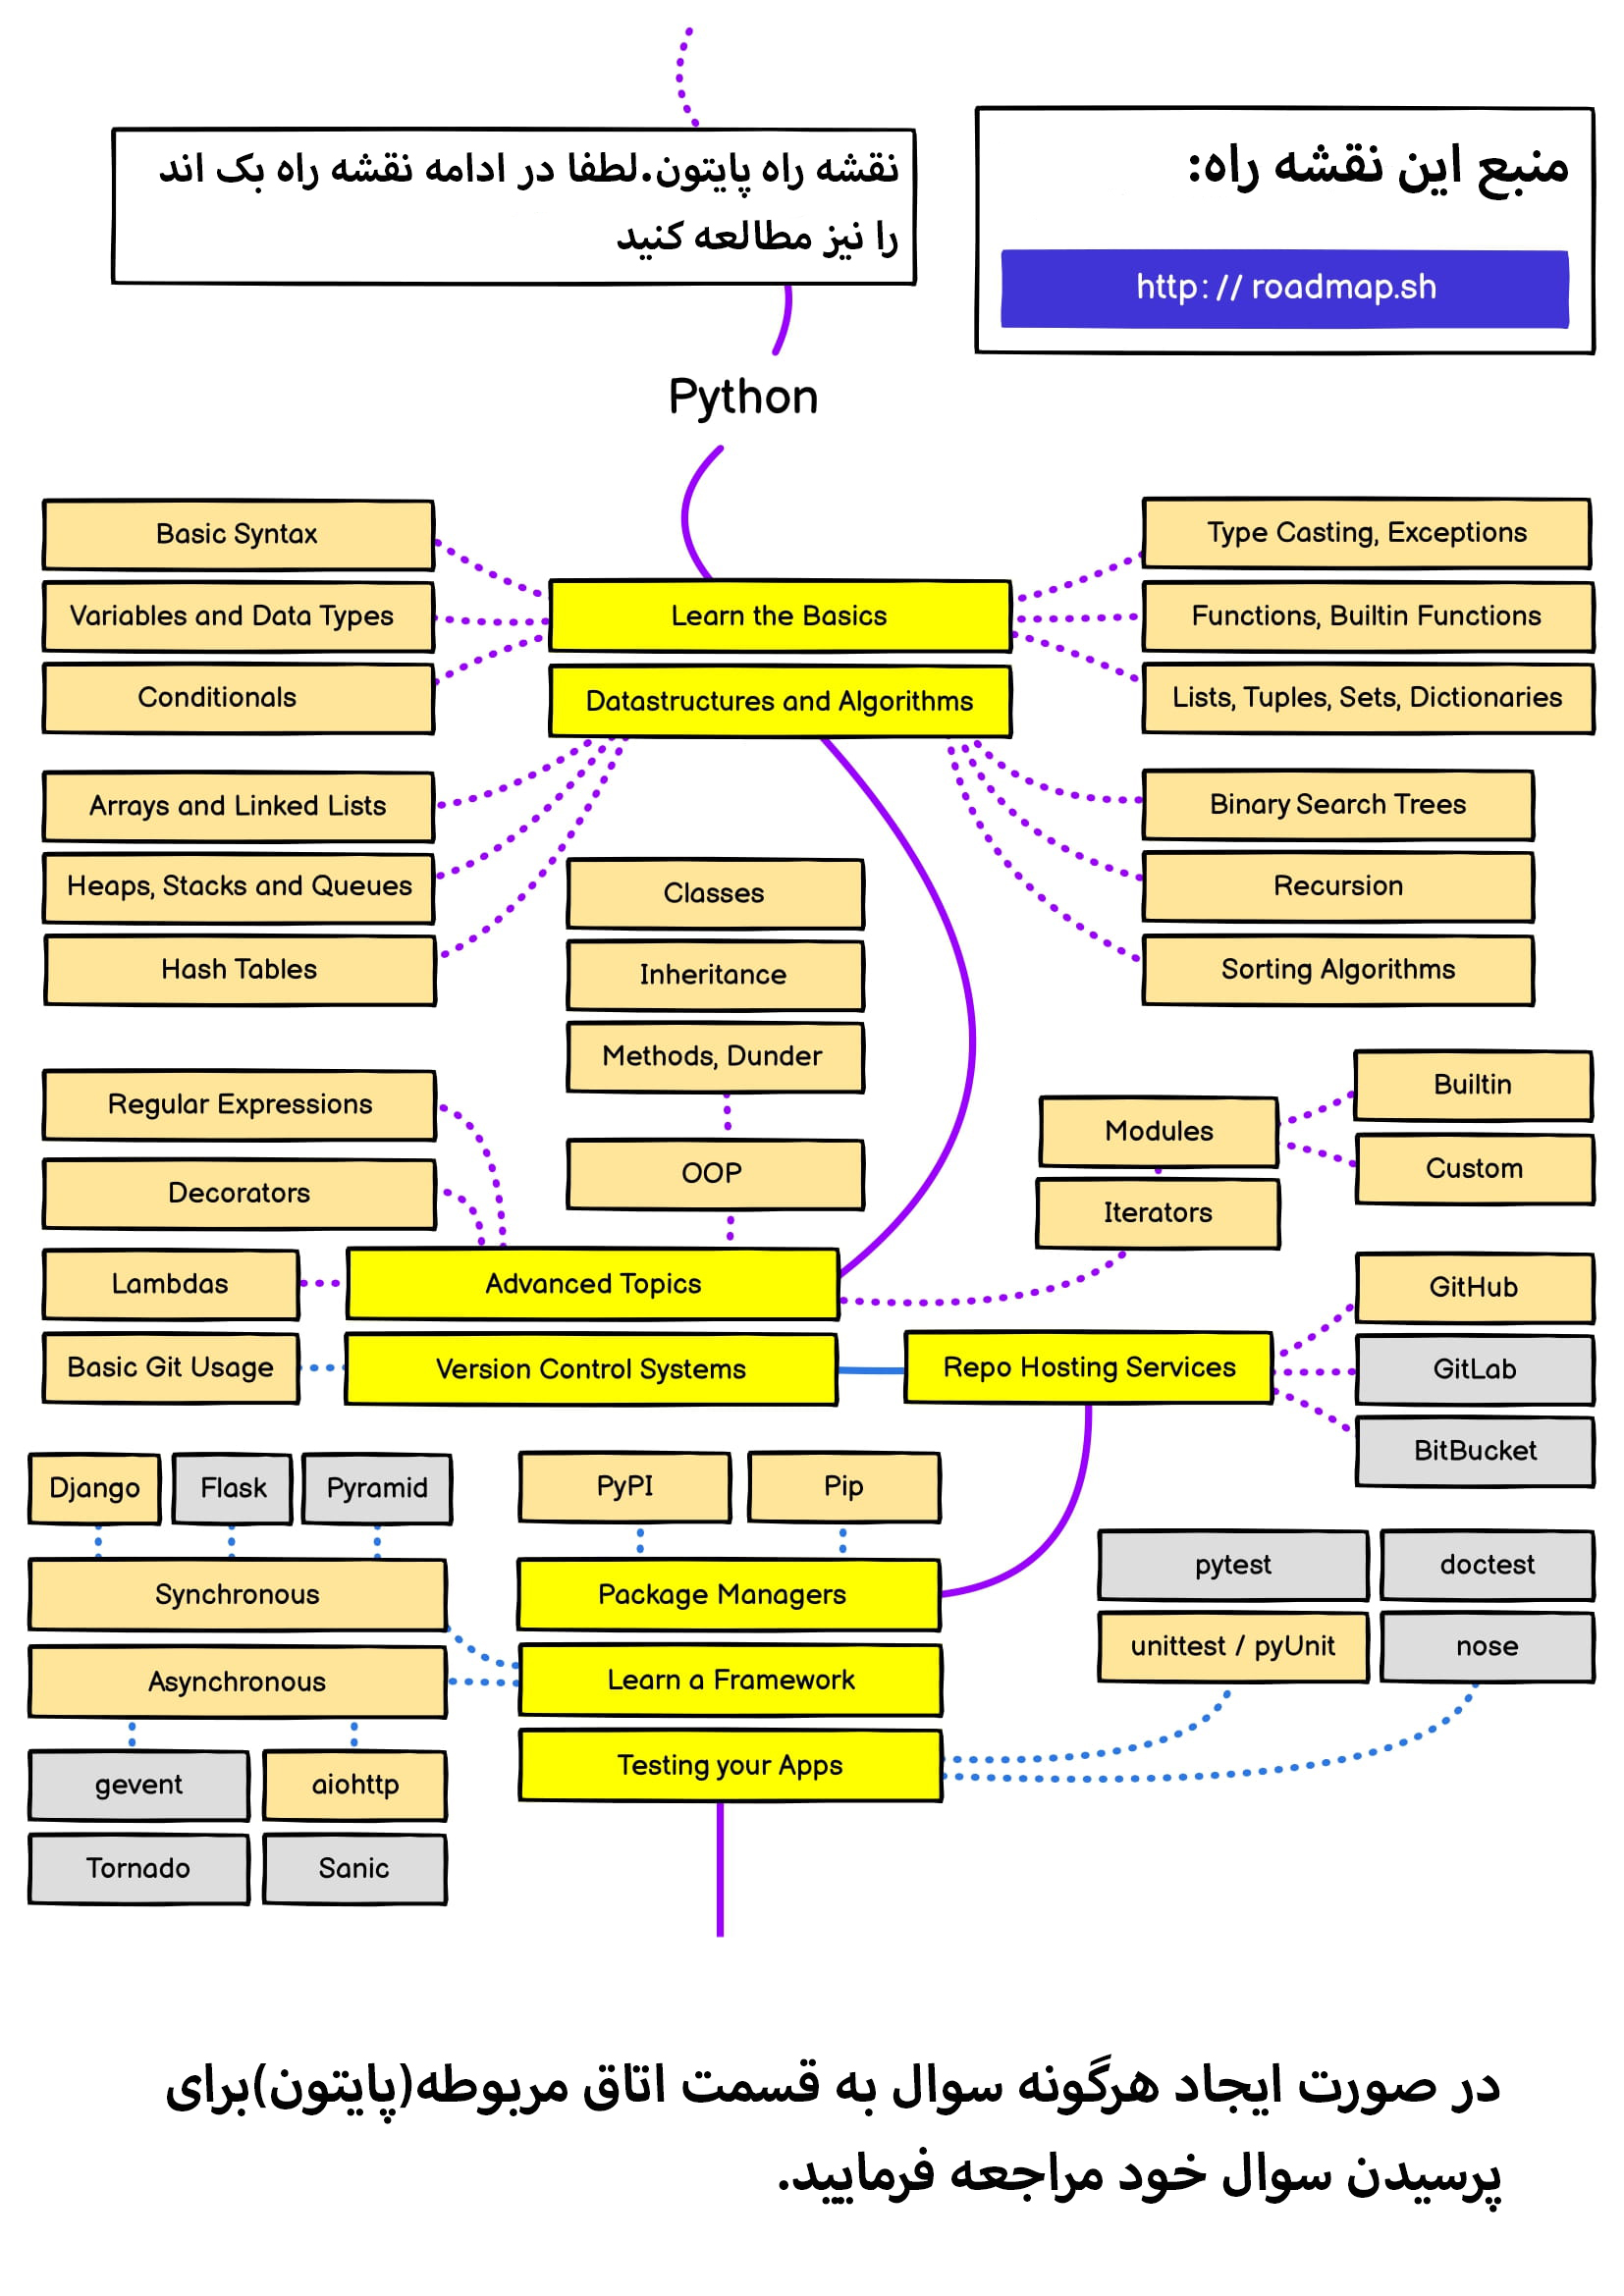 نقشه راه پایتون.لطفا در ادامه نقشه راه بک اند
را نیز مطالعه کنید
منبع این نقشه راه:
http://roadmap.sh
Python
Basic Syntax
Variables and Data Types
Conditionals
Learn the Basics
Datastructures and Algorithms
Type Casting, Exceptions
Functions, Builtin Functions
Lists, Tuples, Sets, Dictionaries
Arrays and Linked Lists
Heaps, Stacks and Queues
Hash Tables
Classes
Inheritance
Methods, Dunder
OOP
Binary Search Trees
Recursion
Sorting Algorithms
Regular Expressions
Decorators
Lambdas
Advanced Topics
Modules
Iterators
Builtin
Custom
Basic Git Usage
Version Control Systems
Repo Hosting Services
GitHub
GitLab
BitBucket
Django
Flask
Pyramid
Synchronous
Asynchronous
gevent
aiohttp
Tornado
Sanic
PyPI
Pip
Package Managers
Learn a Framework
Testing your Apps
pytest
doctest
unittest / pyUnit
nose
در صورت ایجاد هرگونه سوال به قسمت اتاق مربوطه(پایتون)برای
پرسیدن سوال خود مراجعه فرمایید.